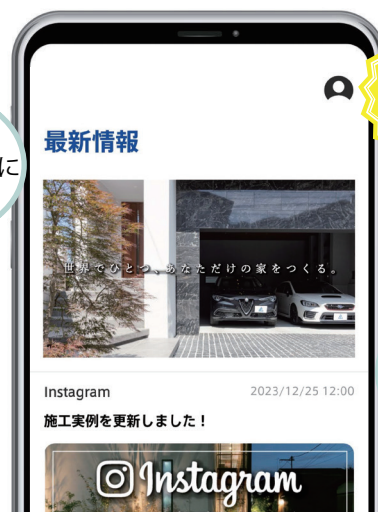 に
最新情報
世界でひとつ、あなただけの家をつくる。
Instagram 2023/12/25 12:00
施工実例を更新しました！
Instagram